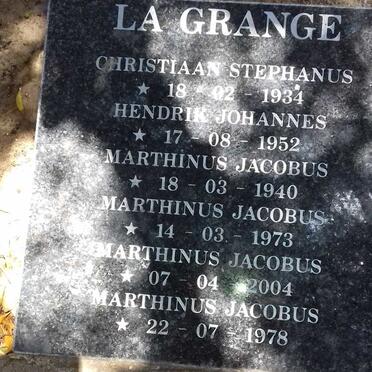 LA GRANGE
CHRISTIAAN STEPHANUS
★ 18 - 02 - 1934
HENDRIK JOHANNES
★ 17 - 08 - 1952
MARTHINUS JACOBUS
★ 18 - 03 - 1940
MARTHINUS JACOBUS
★ 14 - 03 - 1973
MARTHINUS JACOBUS
★ 07 - 04 - 2004
MARTHINUS JACOBUS
★ 22 - 07 - 1978